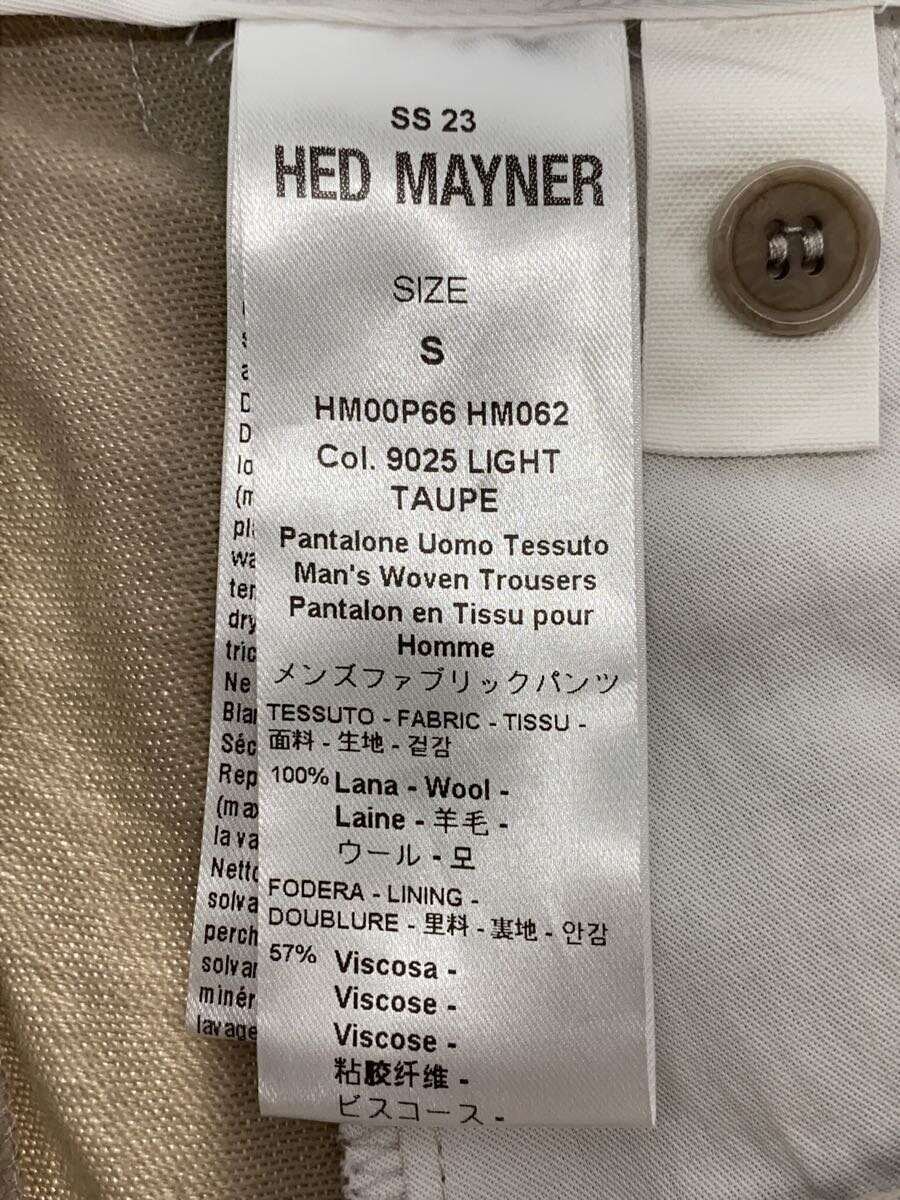 SS 23
HED MAYNER
SIZE
S
HM00P66 HM062
Col. 9025 LIGHT
TAUPE
Pantalone Uomo Tessuto
Man's Woven Trousers
Pantalon en Tissu pour
Homme
メンズファブリックパンツ
TESSUTO - FABRIC - TISSU -
面料 - 生地 - 겉감
100% Lana - Wool -
Laine - 羊毛 -
ウール - 모
FODERA - LINING -
DOUBLURE - 里料 - 裏地 - 안감
57% Viscosa -
Viscose -
Viscose -
粘胶纤维 -
ビスコース -